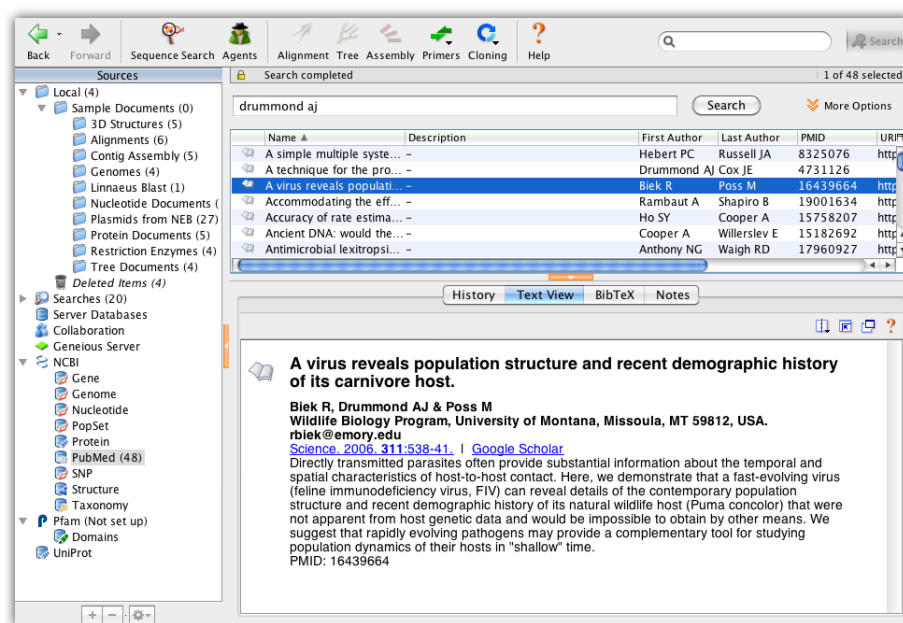 Back Forward Sequence Search Agents Alignment Tree Assembly Primers Cloning Help Search
Sources
Local (4)
Sample Documents (0)
3D Structures (5)
Alignments (6)
Contig Assembly (5)
Genomes (4)
Linnaeus Blast (1)
Nucleotide Documents (
Plasmids from NEB (27)
Protein Documents (5)
Restriction Enzymes (4)
Tree Documents (4)
Deleted Items (4)
Searches (20)
Server Databases
Collaboration
Geneious Server
NCBI
Gene
Genome
Nucleotide
PopSet
Protein
PubMed (48)
SNP
Structure
Taxonomy
Pfam (Not set up)
Domains
UniProt
Search completed 1 of 48 selected
drummond aj Search More Options
Name Description First Author Last Author PMID
A simple multiple syste... – Hebert PC Russell JA 8325076 http
A technique for the pro... – Drummond AJ Cox JE 4731126
A virus reveals populati... – Biek R Poss M 16439664 http
Accommodating the eff... – Rambaut A Shapiro B 19001634 http
Accuracy of rate estima... – Ho SY Cooper A 15758207 http
Ancient DNA: would the... – Cooper A Willerslev E 15182692 http
Antimicrobial lexitropsi... – Anthony NG Waigh RD 17960927 http
History Text View BibTeX Notes
A virus reveals population structure and recent demographic history
of its carnivore host.
Biek R, Drummond AJ & Poss M
Wildlife Biology Program, University of Montana, Missoula, MT 59812, USA.
rbiek@emory.edu
Science. 2006. 311:538-41. | Google Scholar
Directly transmitted parasites often provide substantial information about the temporal and
spatial characteristics of host-to-host contact. Here, we demonstrate that a fast-evolving virus
(feline immunodeficiency virus, FIV) can reveal details of the contemporary population
structure and recent demographic history of its natural wildlife host (Puma concolor) that were
not apparent from host genetic data and would be impossible to obtain by other means. We
suggest that rapidly evolving pathogens may provide a complementary tool for studying
population dynamics of their hosts in "shallow" time.
PMID: 16439664